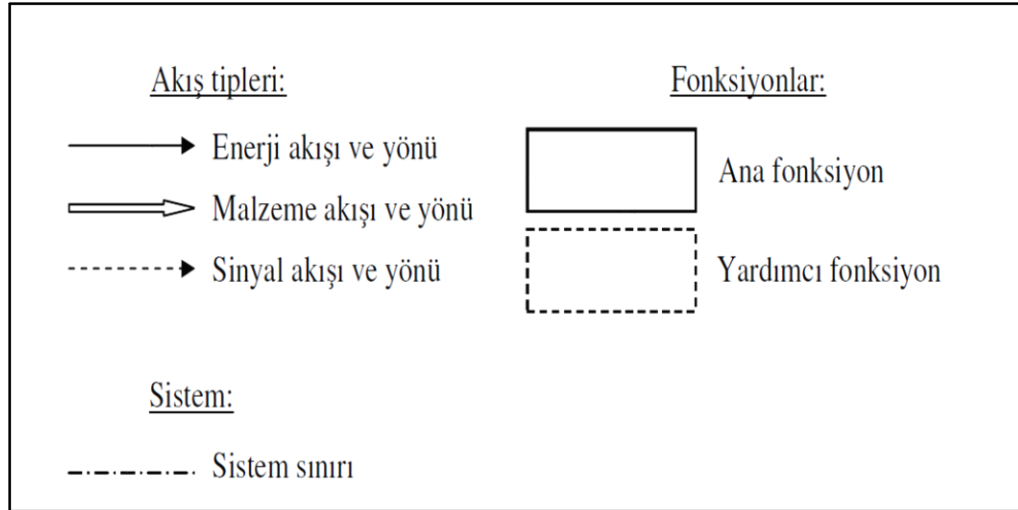 Akış tipleri:
Enerji akışı ve yönü
Malzeme akışı ve yönü
Sinyal akışı ve yönü
Fonksiyonlar:
Ana fonksiyon
Yardımcı fonksiyon
Sistem:
Sistem sınırı